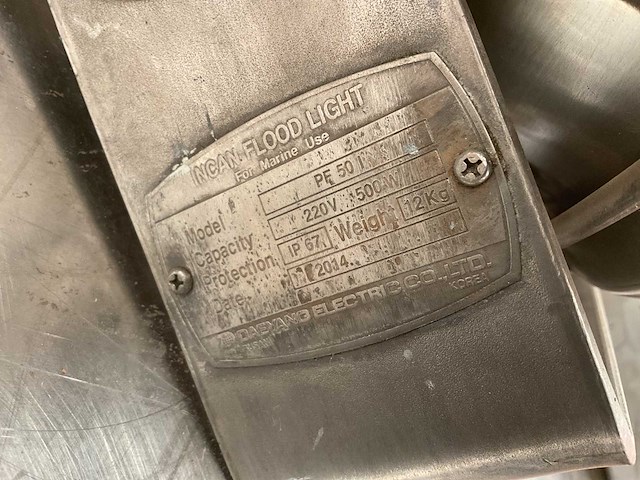 INCAN. FLOOD LIGHT
For Marine Use
Model PF 50
Capacity 220V 500W
Protection IP 67 Weight 12Kg
Date 2014.
DAEYANG ELECTRIC CO., LTD.
KOREA